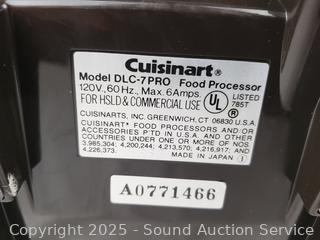 Cuisinart®
Model DLC-7PRO Food Processor
120V., 60 Hz., Max. 6 Amps.
FOR HSLD & COMMERCIAL USE
UL ®
LISTED
785T
CUISINARTS, INC. GREENWICH, CT 06830 U.S.A.
CUISINART® FOOD PROCESSORS AND/OR
ACCESSORIES PT'D IN U.S.A. AND OTHER
COUNTRIES UNDER ONE OR MORE OF NOS.
3,985,304; 4,200,244; 4,213,570; 4,216,917; and
4,226,373.
MADE IN JAPAN
A0771466
Copyright 2025 - Sound Auction Service